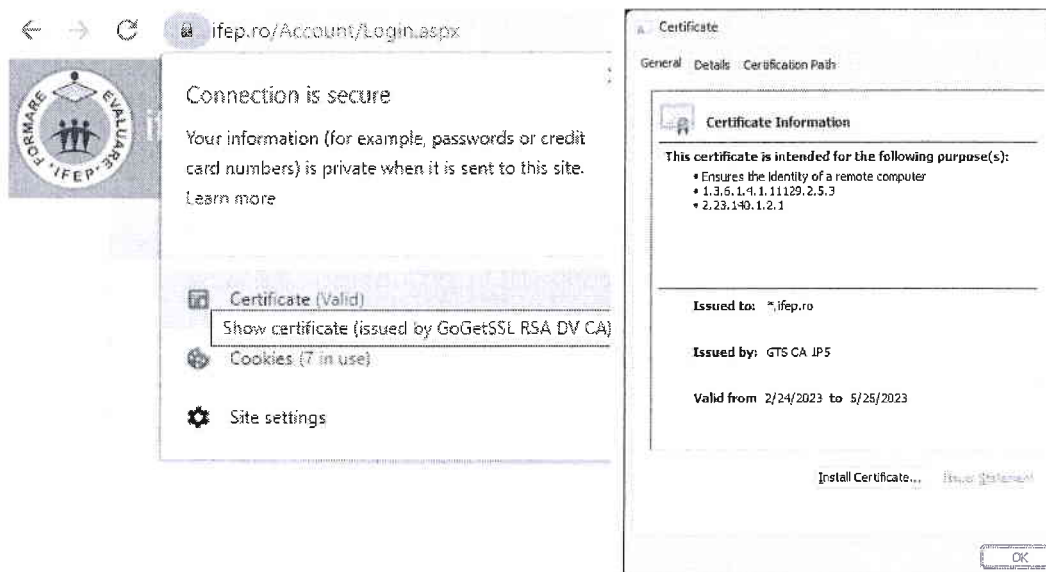 ifep.ro/Account/Login.aspx
FORMARE
EVALUARE
IFEP
Connection is secure
Your information (for example, passwords or credit
card numbers) is private when it is sent to this site.
Learn more
Certificate (Valid)
Show certificate (issued by GoGetSSL RSA DV CA)
Cookies (7 in use)
Site settings
Certificate
General Details Certification Path
Certificate Information
This certificate is intended for the following purpose(s):
• Ensures the identity of a remote computer
• 1.3.6.1.4.1.11129.2.5.3
• 2.23.140.1.2.1
Issued to: *.ifep.ro
Issued by: GTS CA 1P5
Valid from 2/24/2023 to 5/25/2023
Install Certificate... Issuer Statement
OK